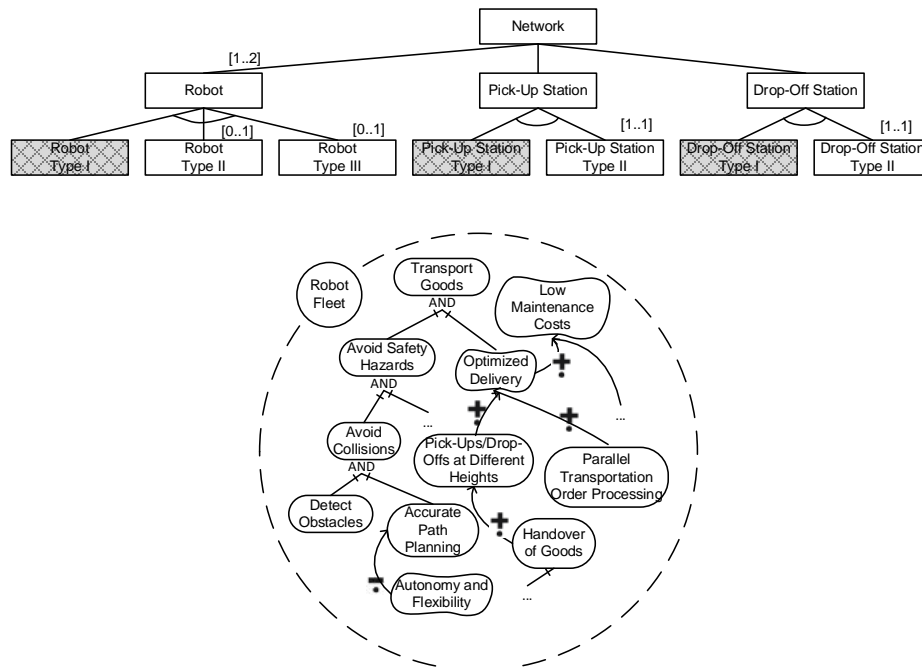 Network
[1..2]
Robot
Pick-Up Station
Drop-Off Station
[0..1]
[0..1]
[1..1]
[1..1]
Robot
Type I
Robot
Type II
Robot
Type III
Pick-Up Station
Type I
Pick-Up Station
Type II
Drop-Off Station
Type I
Drop-Off Station
Type II
Robot
Fleet
Transport
Goods
AND
Low
Maintenance
Costs
Avoid Safety
Hazards
AND
Optimized
Delivery
...
...
Avoid
Collisions
AND
Pick-Ups/Drop-
Offs at Different
Heights
Parallel
Transportation
Order Processing
Detect
Obstacles
Accurate
Path
Planning
Handover
of Goods
...
Autonomy and
Flexibility